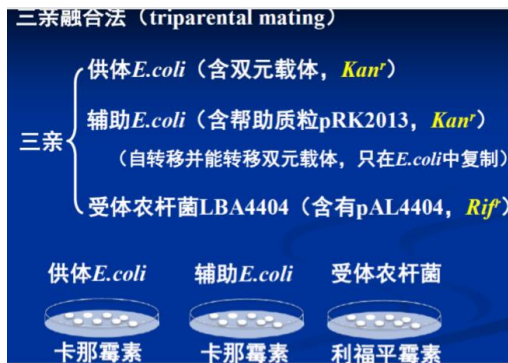 三亲融合法（triparental mating）
供体E.coli（含双元载体，Kanʳ）
辅助E.coli（含帮助质粒pRK2013，Kanʳ）
三亲
（自转移并能转移双元载体，只在E.coli中复制）
受体农杆菌LBA4404（含有pAL4404，Rifʳ）
供体E.coli 辅助E.coli 受体农杆菌
卡那霉素 卡那霉素 利福平霉素